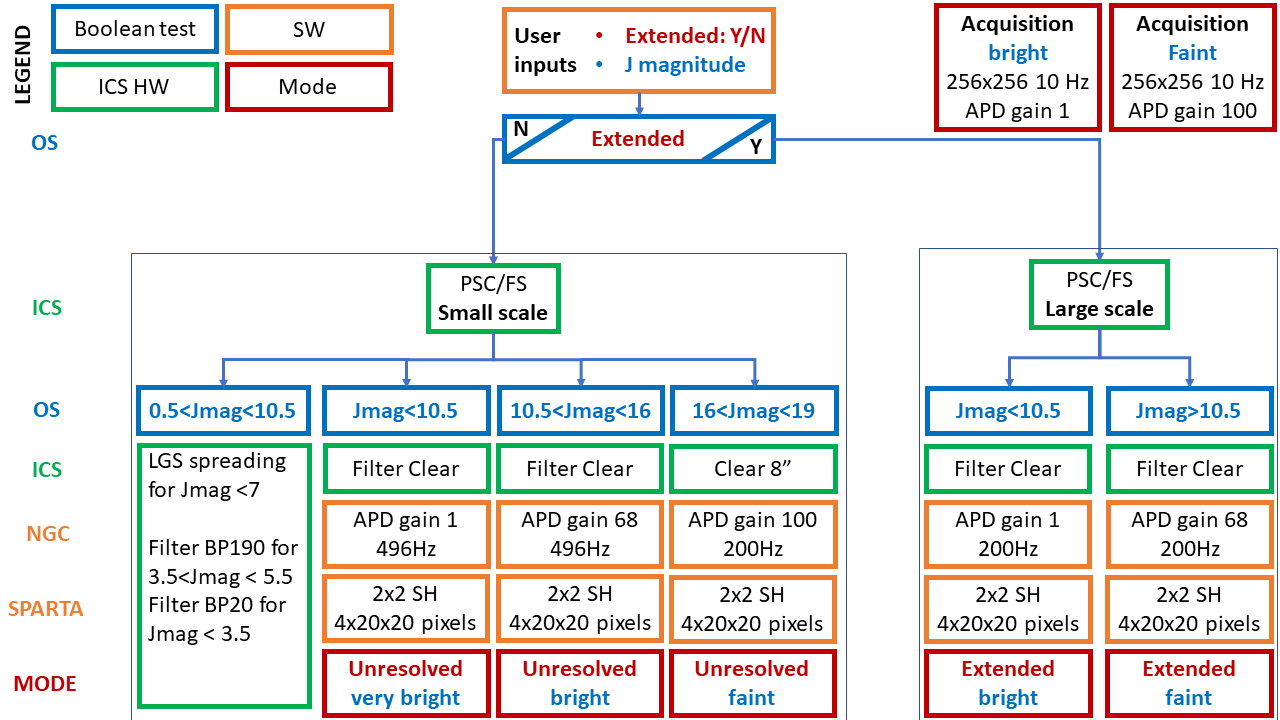 LEGEND
Boolean test
SW
ICS HW
Mode
User inputs
• Extended: Y/N
• J magnitude
Acquisition
bright
256x256 10 Hz
APD gain 1
Acquisition
Faint
256x256 10 Hz
APD gain 100
OS
N
Extended
Y
ICS
PSC/FS
Small scale
PSC/FS
Large scale
OS
0.5<Jmag<10.5
Jmag<10.5
10.5<Jmag<16
16<Jmag<19
Jmag<10.5
Jmag>10.5
ICS
LGS spreading
for Jmag <7
Filter BP190 for
3.5<Jmag < 5.5
Filter BP20 for
Jmag < 3.5
Filter Clear
Filter Clear
Clear 8”
Filter Clear
Filter Clear
NGC
APD gain 1
496Hz
APD gain 68
496Hz
APD gain 100
200Hz
APD gain 1
200Hz
APD gain 68
200Hz
SPARTA
2x2 SH
4x20x20 pixels
2x2 SH
4x20x20 pixels
2x2 SH
4x20x20 pixels
2x2 SH
4x20x20 pixels
2x2 SH
4x20x20 pixels
MODE
Unresolved
very bright
Unresolved
bright
Unresolved
faint
Extended
bright
Extended
faint